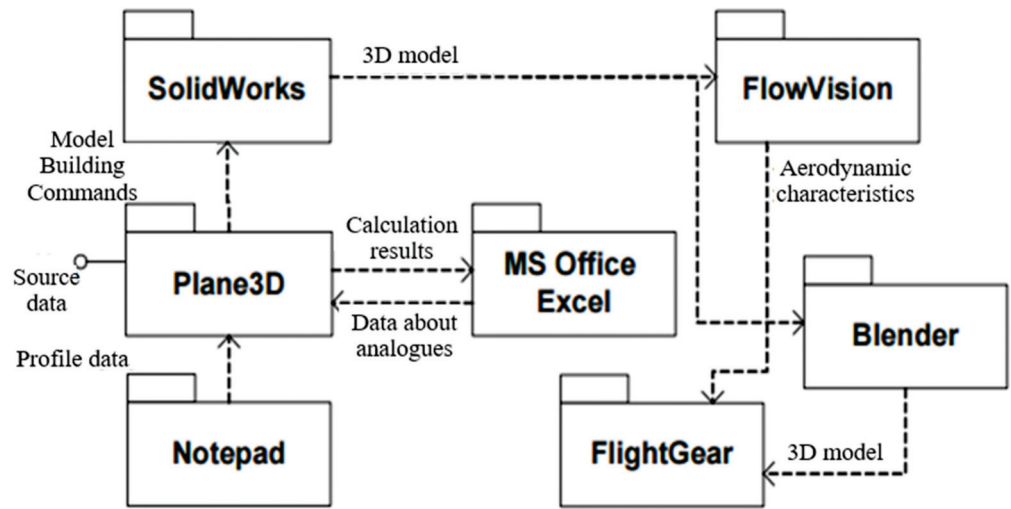 3D model
SolidWorks
FlowVision
Model
Building
Commands
Aerodynamic
characteristics
Calculation
results
MS Office
Excel
Plane3D
Source
data
Data about
analogues
Blender
Profile data
Notepad
FlightGear
3D model